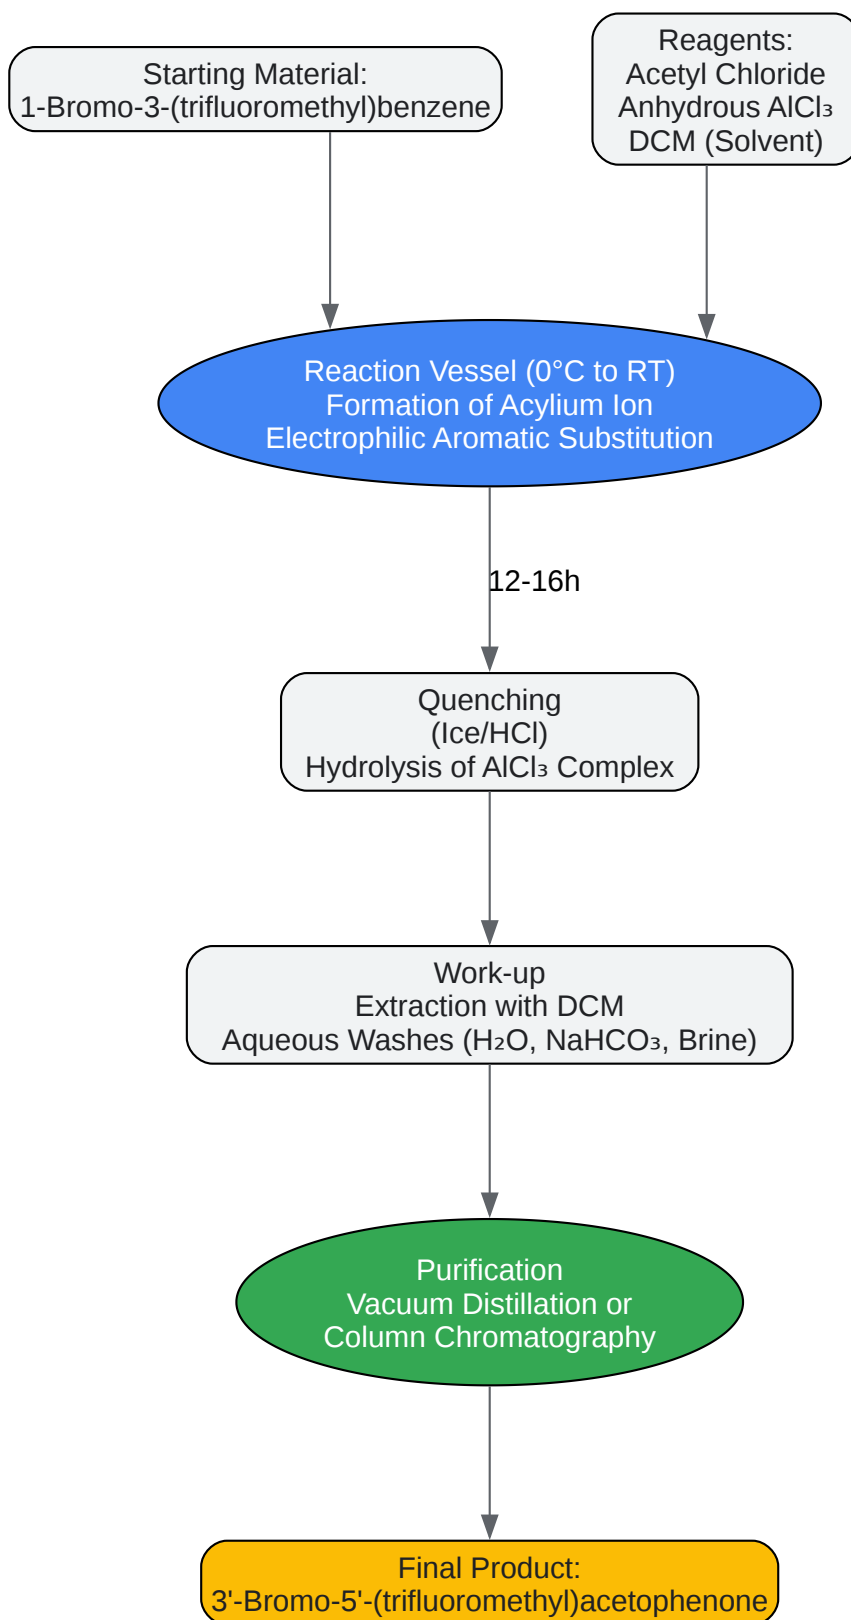 Starting Material:
1-Bromo-3-(trifluoromethyl)benzene
Reagents:
Acetyl Chloride
Anhydrous AlCl₃
DCM (Solvent)
Reaction Vessel (0°C to RT)
Formation of Acylium Ion
Electrophilic Aromatic Substitution
12-16h
Quenching
(Ice/HCl)
Hydrolysis of AlCl₃ Complex
Work-up
Extraction with DCM
Aqueous Washes (H₂O, NaHCO₃, Brine)
Purification
Vacuum Distillation or
Column Chromatography
Final Product:
3'-Bromo-5'-(trifluoromethyl)acetophenone